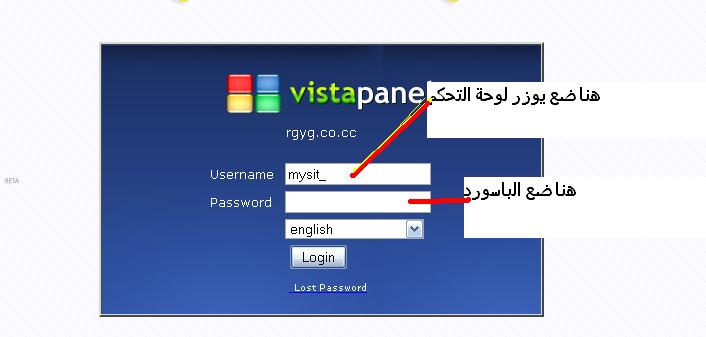 vistapanel
هنا ضع يوزر لوحة التحكم
rgyg.co.cc
Username mysit_
هنا ضع الباسورد
Password
english
Login
Lost Password
BETA